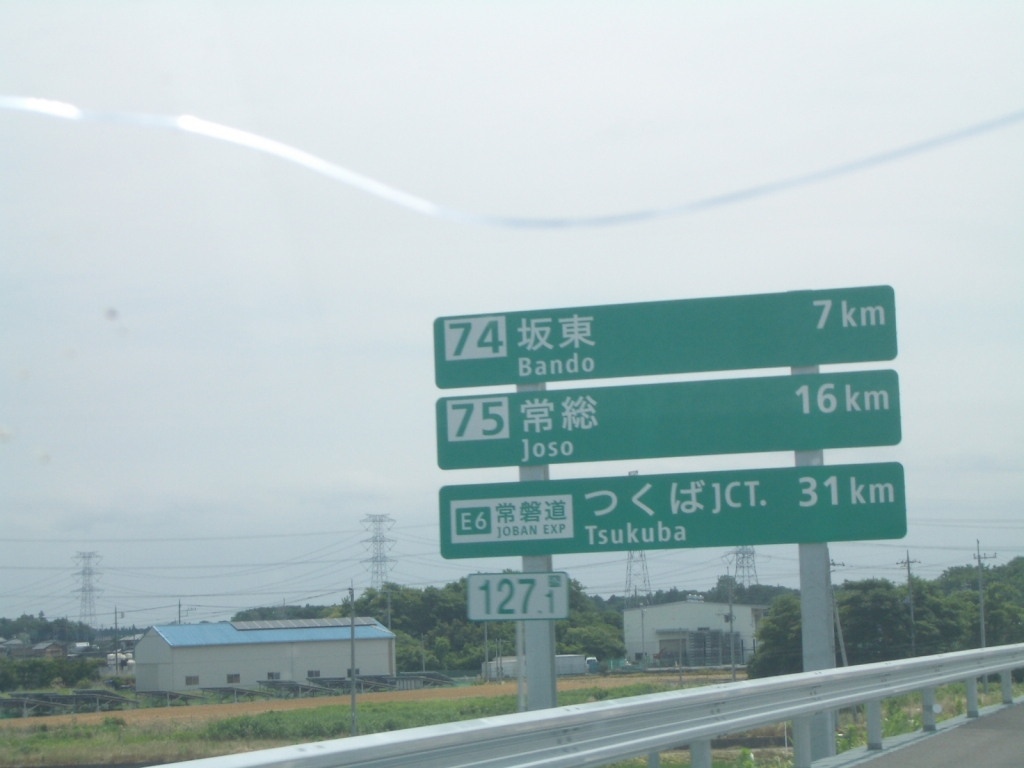 74 坂東 7 km
Bando
75 常総 16 km
Joso
E6 常磐道 つくばJCT. 31 km
JOBAN EXP Tsukuba
127.1